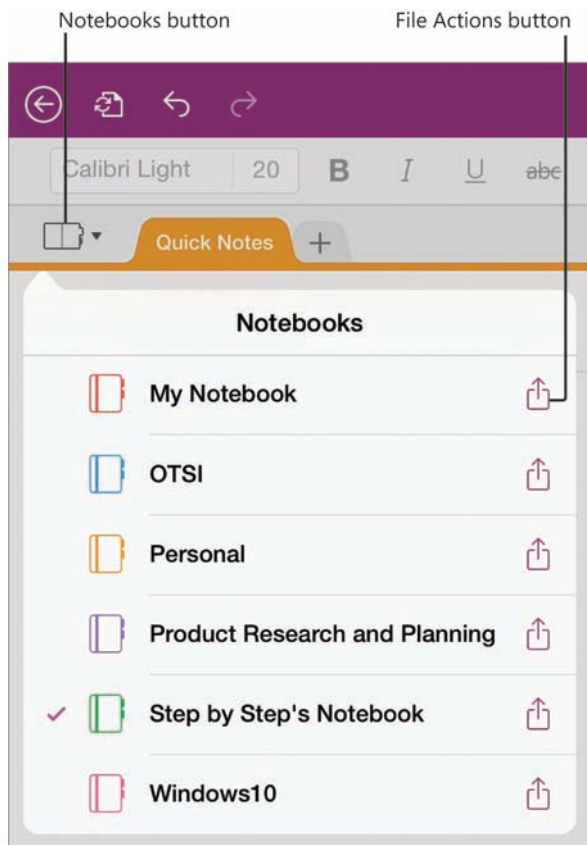 Notebooks button File Actions button
Calibri Light 20 B I U abc
Quick Notes +
Notebooks
My Notebook
OTSI
Personal
Product Research and Planning
Step by Step's Notebook
Windows10